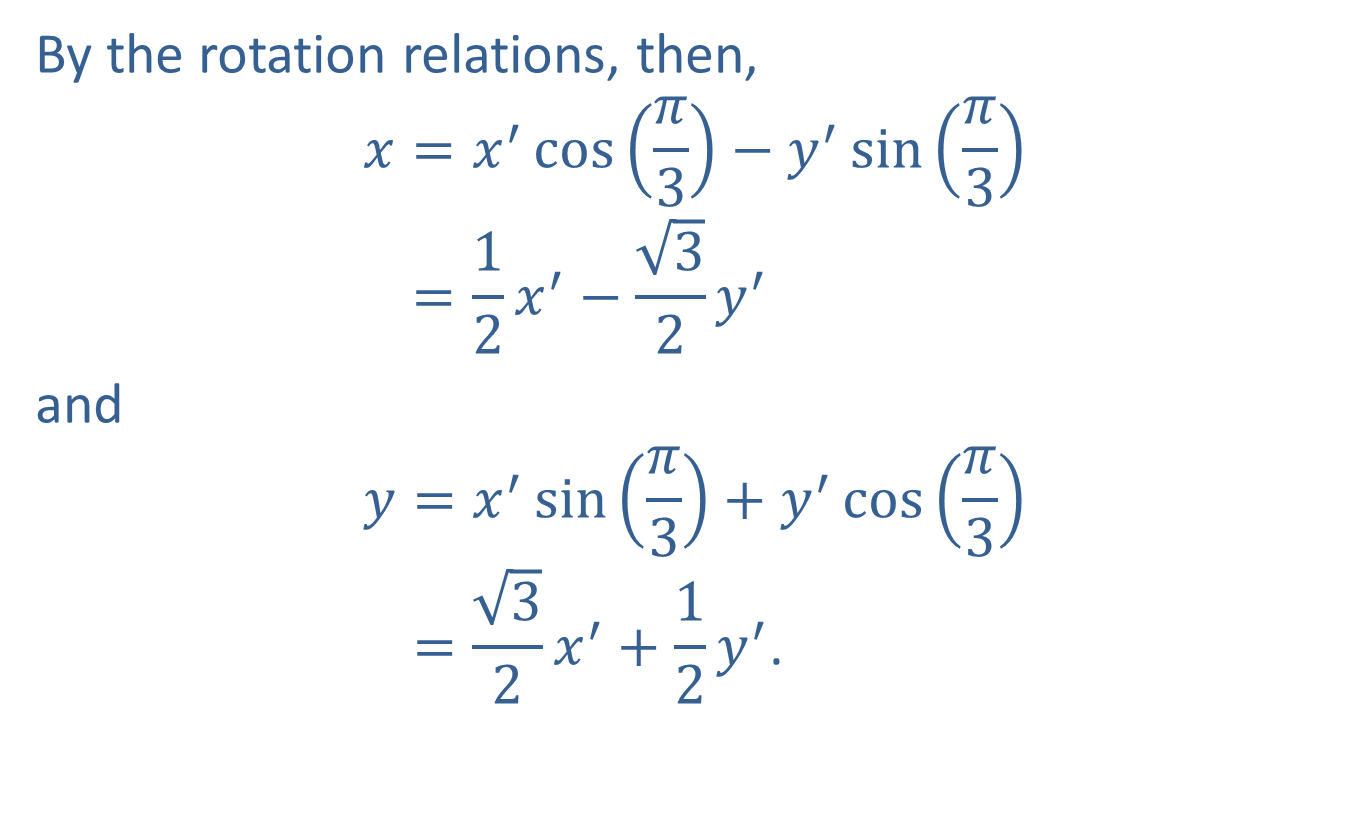 By the rotation relations, then,
x = x′ cos(π/3) − y′ sin(π/3)
= 1/2 x′ − √3/2 y′
and
y = x′ sin(π/3) + y′ cos(π/3)
= √3/2 x′ + 1/2 y′.